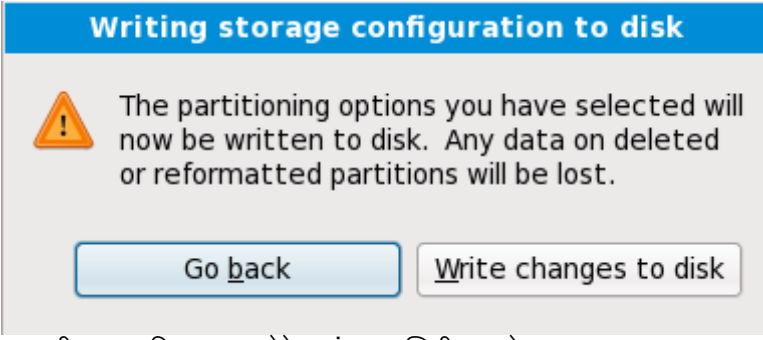 Writing storage configuration to disk
The partitioning options you have selected will
now be written to disk. Any data on deleted
or reformatted partitions will be lost.
Go back
Write changes to disk